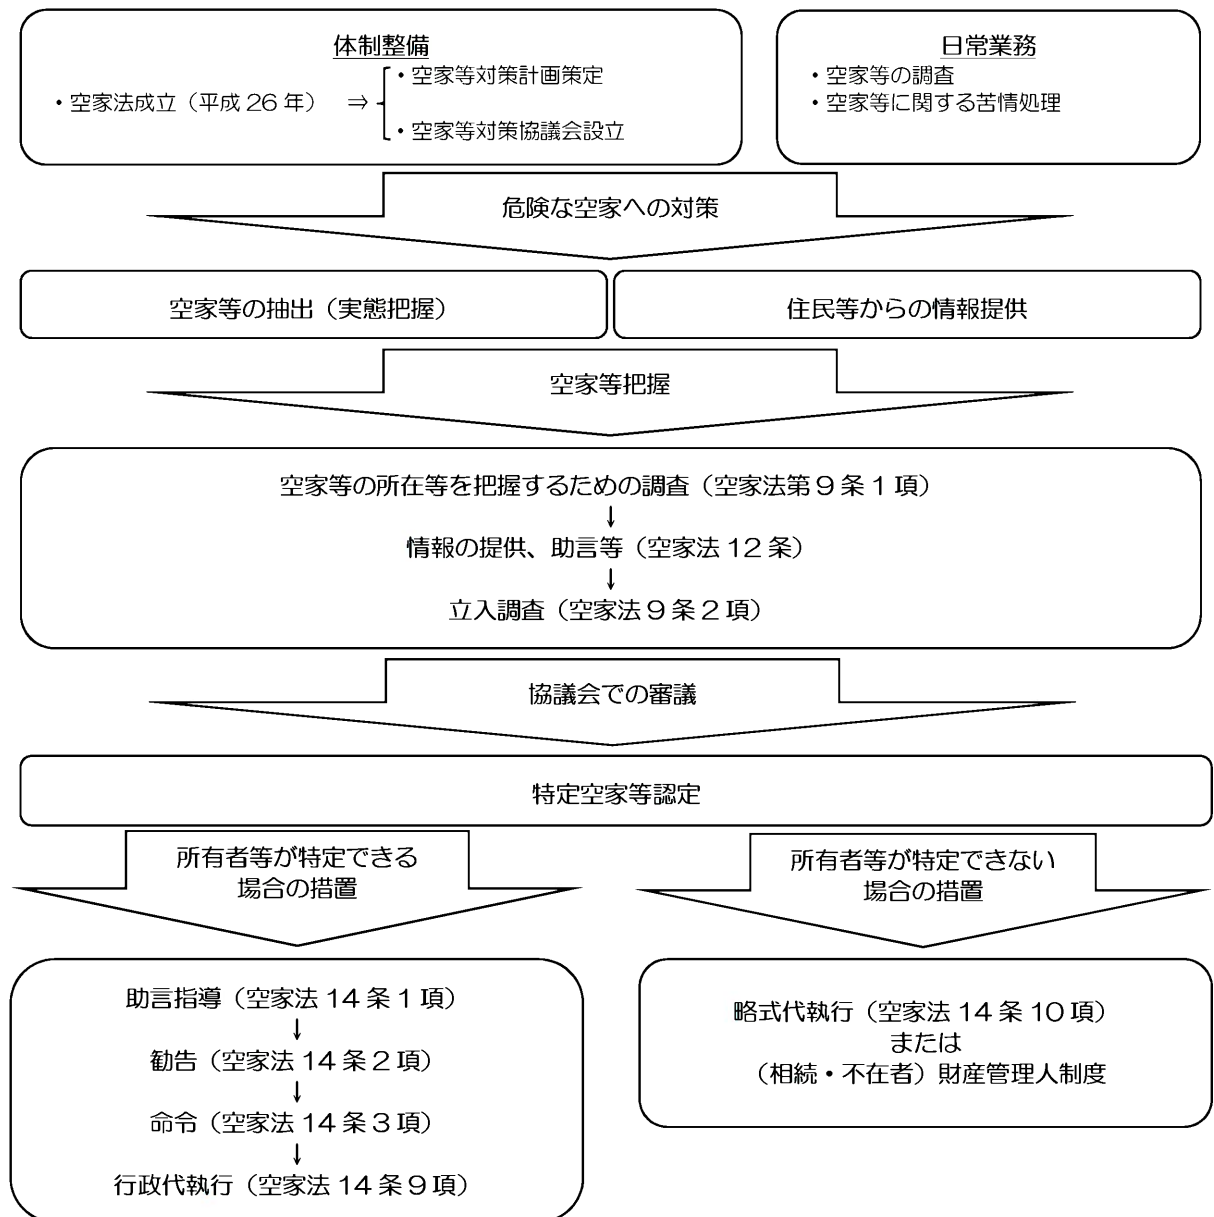 体制整備
・空家法成立（平成 26 年） ⇒
・空家等対策計画策定
・空家等対策協議会設立
日常業務
・空家等の調査
・空家等に関する苦情処理
危険な空家への対策
空家等の抽出（実態把握）
住民等からの情報提供
空家等把握
空家等の所在等を把握するための調査（空家法第 9 条 1 項）
↓
情報の提供、助言等（空家法 12 条）
↓
立入調査（空家法 9 条 2 項）
協議会での審議
特定空家等認定
所有者等が特定できる
場合の措置
助言指導（空家法 14 条 1 項）
↓
勧告（空家法 14 条 2 項）
↓
命令（空家法 14 条 3 項）
↓
行政代執行（空家法 14 条 9 項）
所有者等が特定できない
場合の措置
略式代執行（空家法 14 条 10 項）
または
（相続・不在者）財産管理人制度